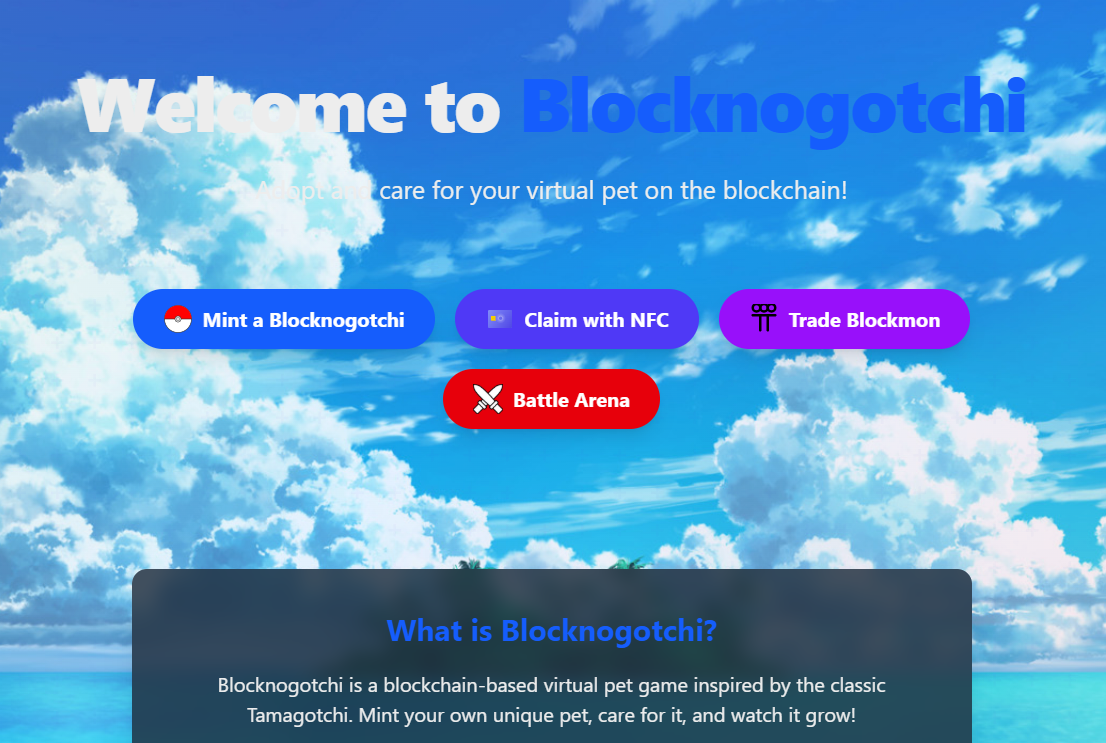 Welcome to Blocknogotchi
Adopt and care for your virtual pet on the blockchain!
Mint a Blocknogotchi
Claim with NFC
Trade Blockmon
Battle Arena
What is Blocknogotchi?
Blocknogotchi is a blockchain-based virtual pet game inspired by the classic
Tamagotchi. Mint your own unique pet, care for it, and watch it grow!